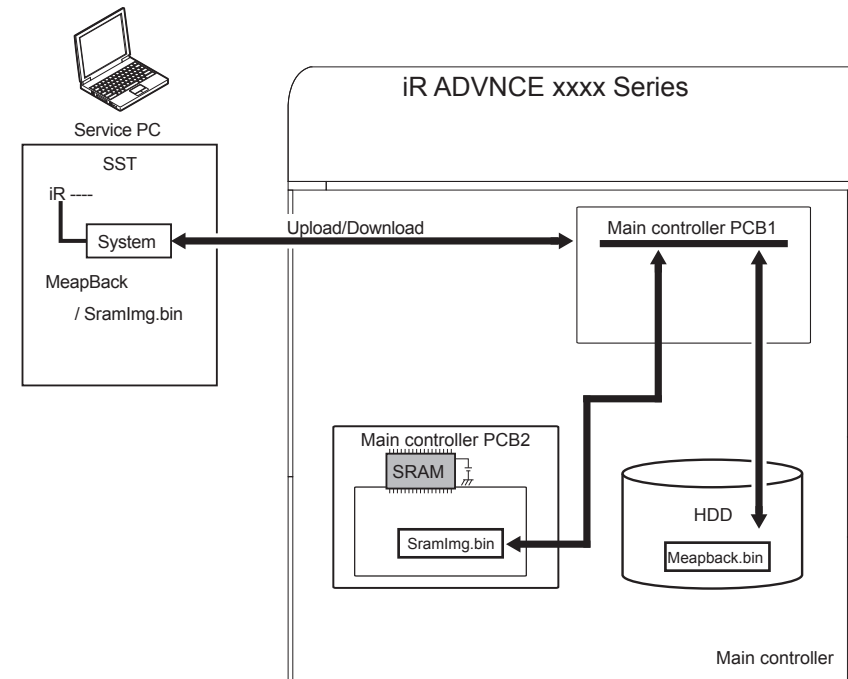 iR ADVNCE xxxx Series
Service PC
SST
iR ----
System
MeapBack
/ SramImg.bin
Upload/Download
Main controller PCB1
Main controller PCB2
SRAM
SramImg.bin
HDD
Meapback.bin
Main controller